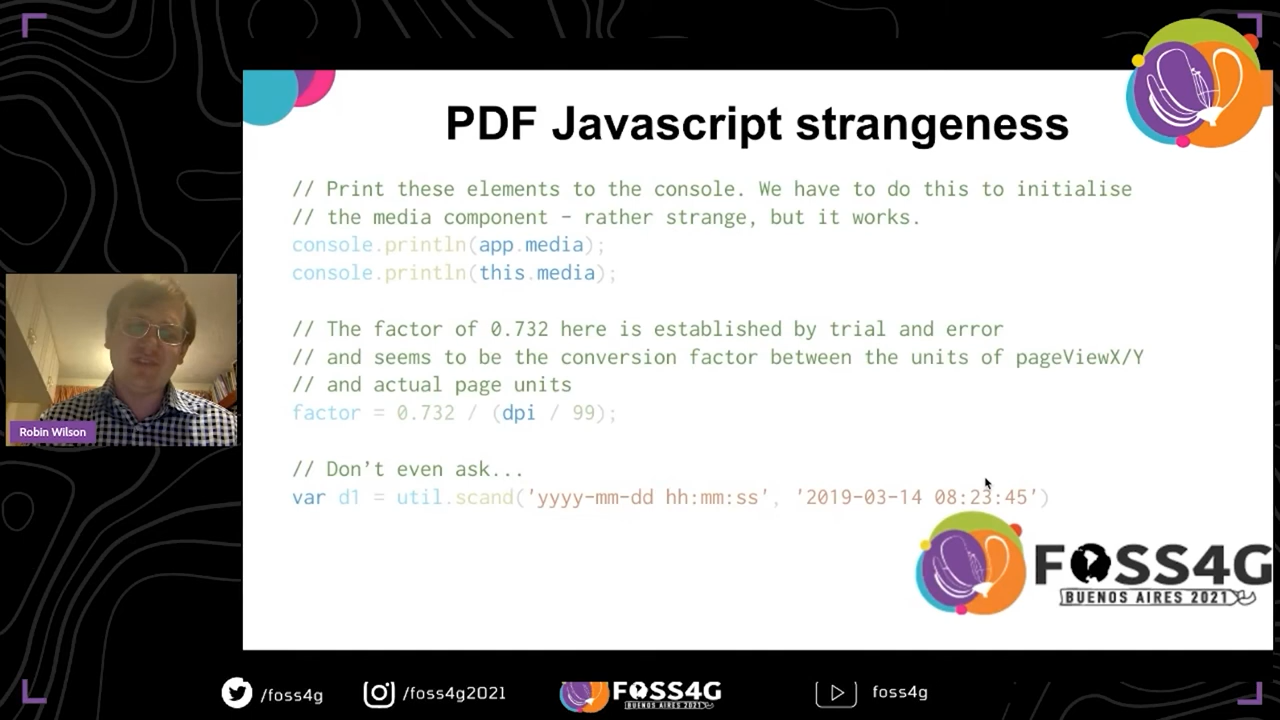 PDF Javascript strangeness
// Print these elements to the console. We have to do this to initialise
// the media component – rather strange, but it works.
console.println(app.media);
console.println(this.media);
// The factor of 0.732 here is established by trial and error
// and seems to be the conversion factor between the units of pageViewX/Y
// and actual page units
factor = 0.732 / (dpi / 99);
// Don't even ask...
var d1 = util.scand('yyyy-mm-dd hh:mm:ss', '2019-03-14 08:23:45')
Robin Wilson
FOSS4G
BUENOS AIRES 2021
/foss4g
/foss4g2021
FOSS4G
BUENOS AIRES 2021
foss4g